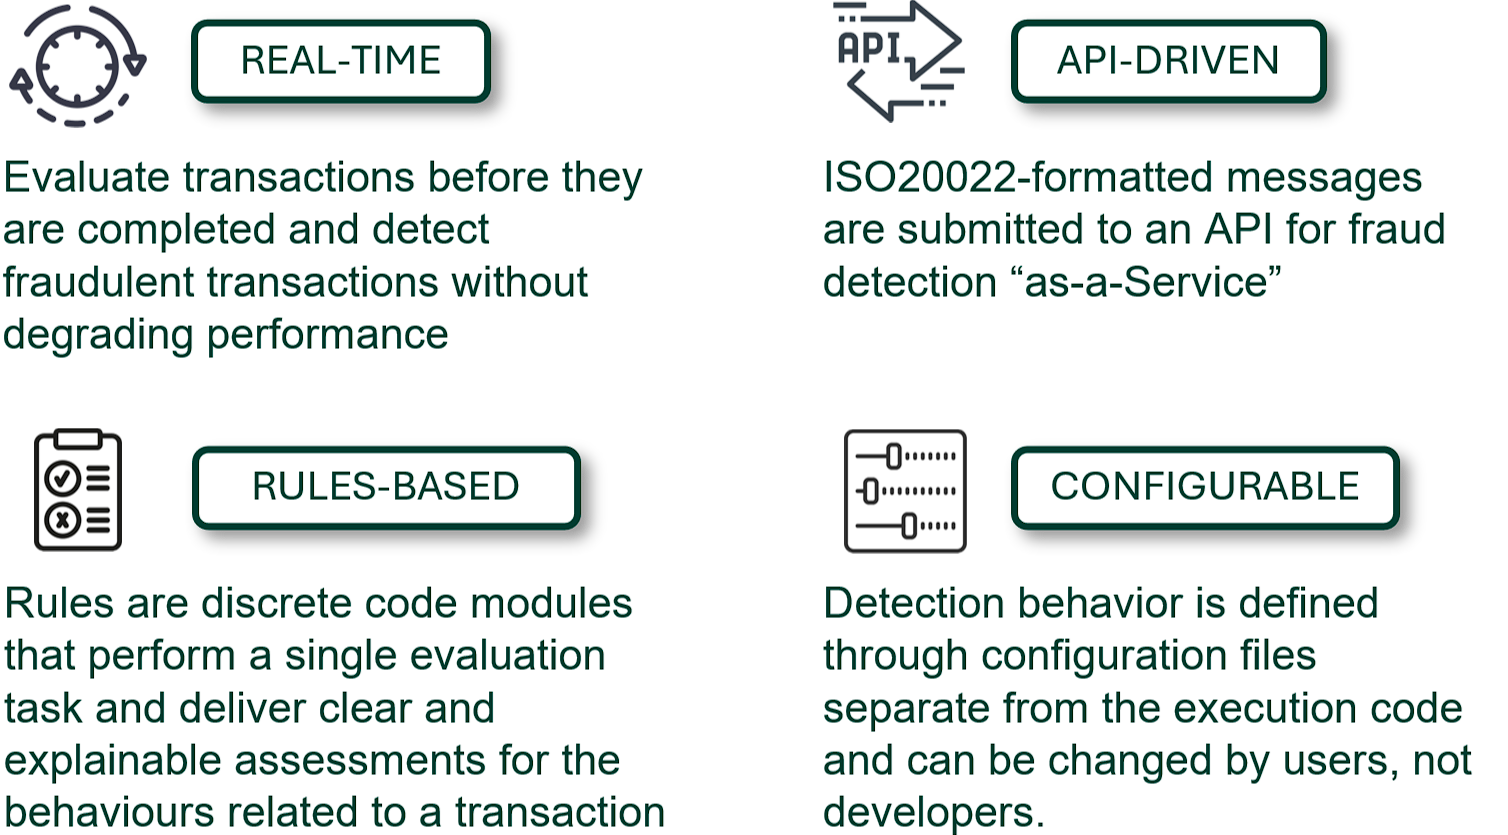 REAL-TIME
Evaluate transactions before they
are completed and detect
fraudulent transactions without
degrading performance
API
API-DRIVEN
ISO20022-formatted messages
are submitted to an API for fraud
detection “as-a-Service”
RULES-BASED
Rules are discrete code modules
that perform a single evaluation
task and deliver clear and
explainable assessments for the
behaviours related to a transaction
CONFIGURABLE
Detection behavior is defined
through configuration files
separate from the execution code
and can be changed by users, not
developers.